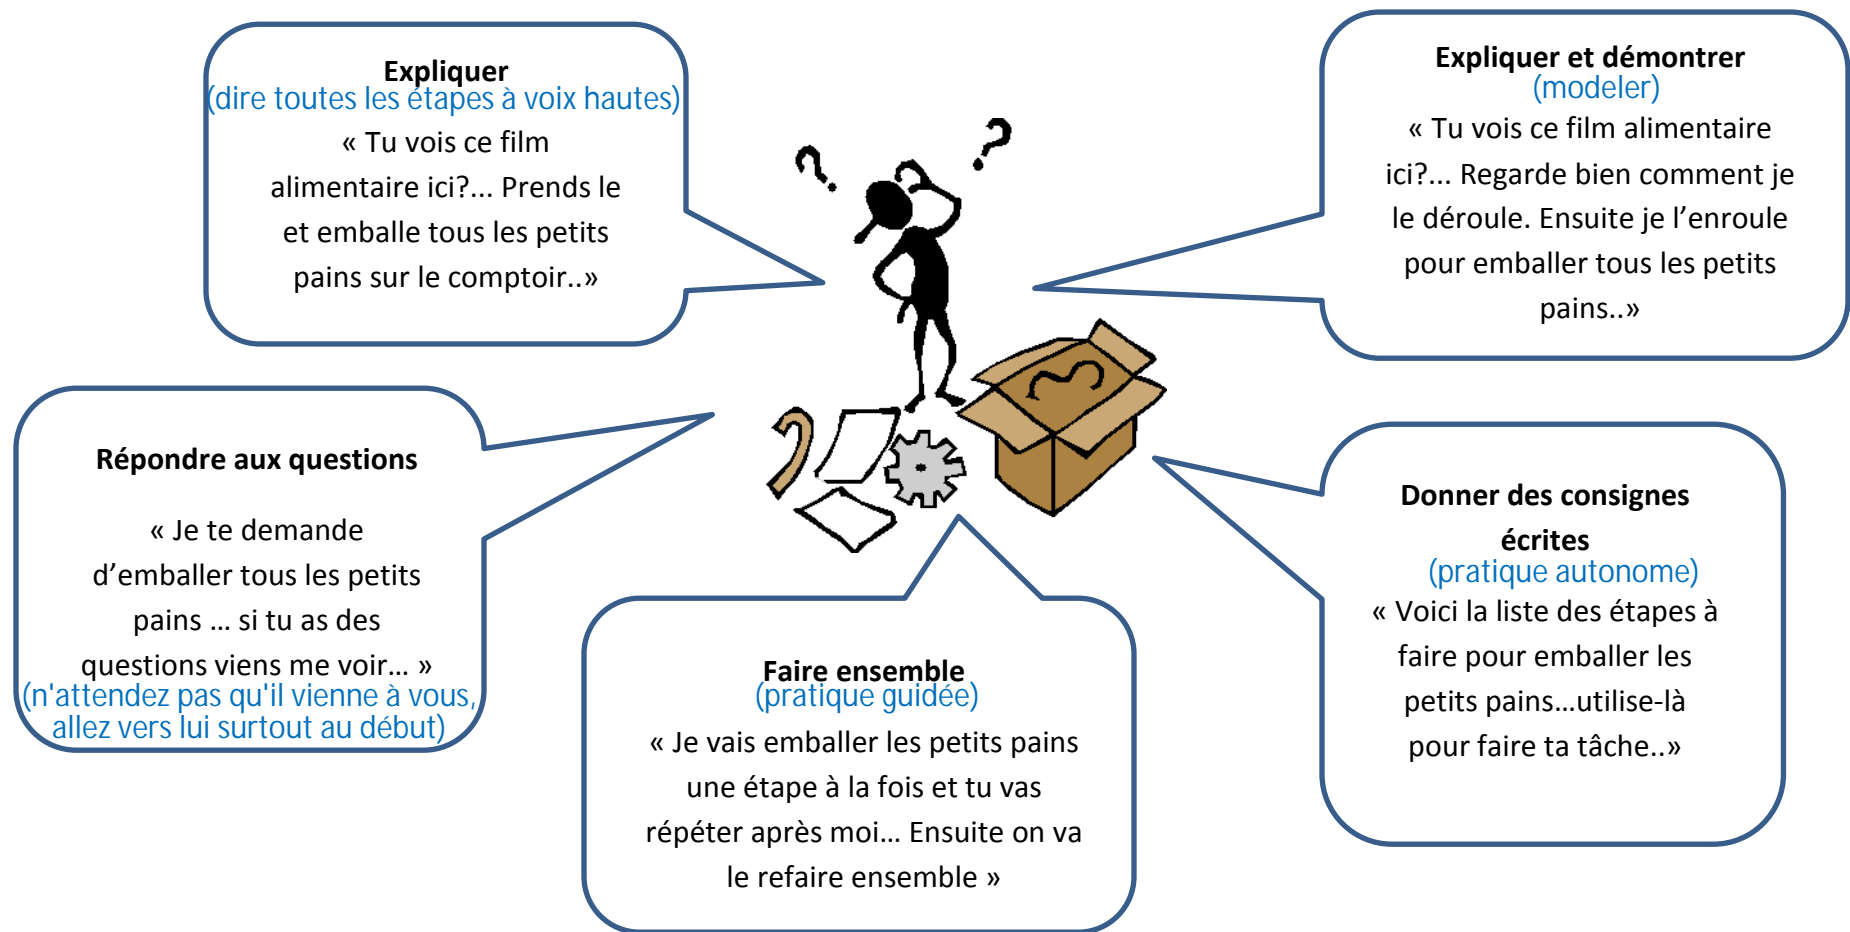 Expliquer
(dire toutes les étapes à voix hautes)
« Tu vois ce film
alimentaire ici?... Prends le
et emballe tous les petits
pains sur le comptoir..»
Expliquer et démontrer
(modeler)
« Tu vois ce film alimentaire
ici?... Regarde bien comment je
le déroule. Ensuite je l’enroule
pour emballer tous les petits
pains..»
Répondre aux questions
« Je te demande
d’emballer tous les petits
pains … si tu as des
questions viens me voir… »
(n'attendez pas qu'il vienne à vous,
allez vers lui surtout au début)
Faire ensemble
(pratique guidée)
« Je vais emballer les petits pains
une étape à la fois et tu vas
répéter après moi… Ensuite on va
le refaire ensemble »
Donner des consignes
écrites
(pratique autonome)
« Voici la liste des étapes à
faire pour emballer les
petits pains…utilise-là
pour faire ta tâche..»